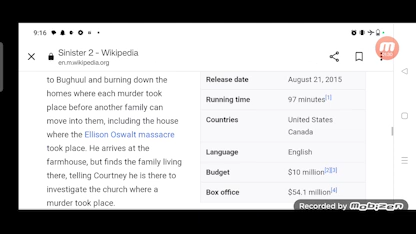 9:16
Sinister 2 - Wikipedia
en.m.wikipedia.org
to Bughuul and burning down the
homes where each murder took
place before another family can
move into them, including the house
where the Ellison Oswalt massacre
took place. He arrives at the
farmhouse, but finds the family living
there, telling Courtney he is there to
investigate the church where a
murder took place.
Release date August 21, 2015
Running time 97 minutes[1]
Countries United States
Canada
Language English
Budget $10 million[2][3]
Box office $54.1 million[4]
Recorded by mobizen